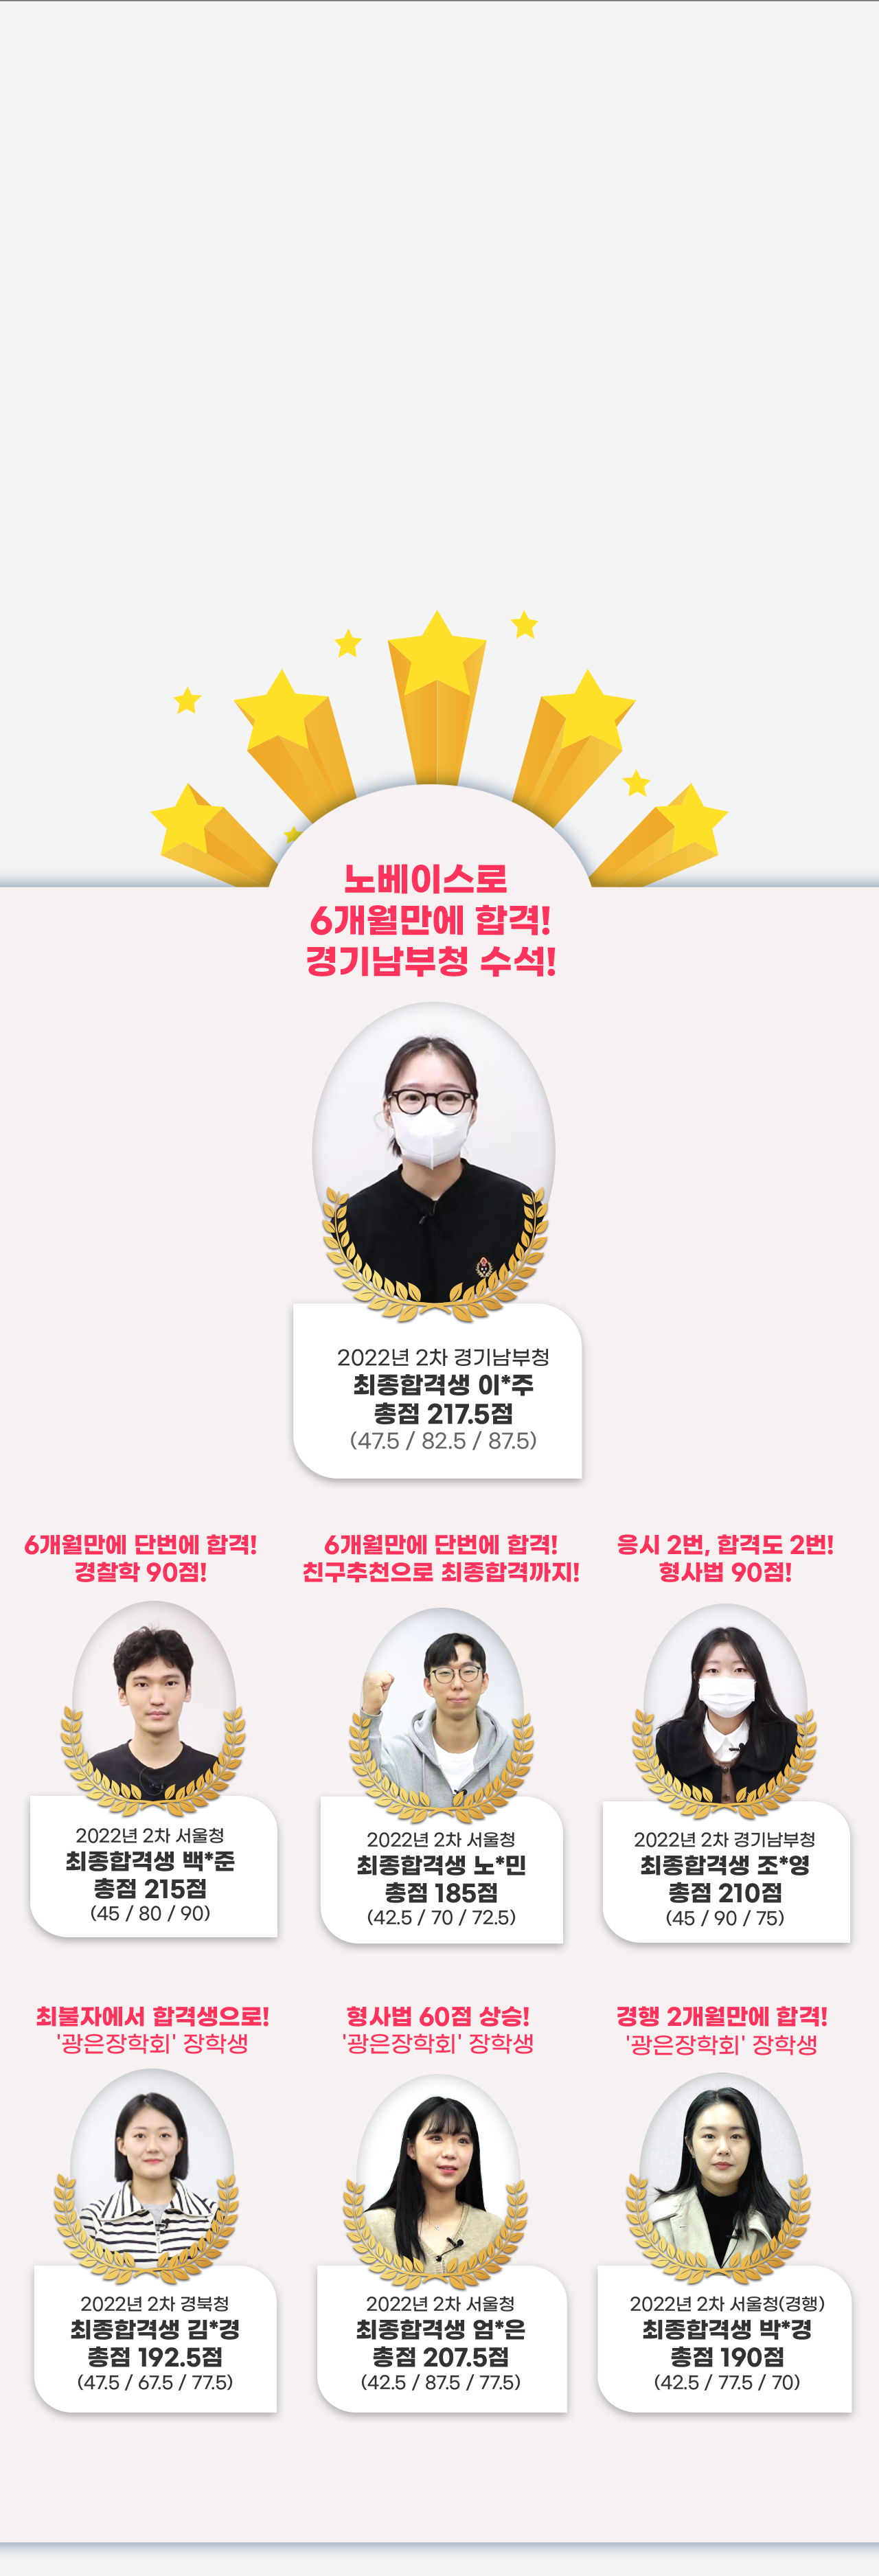 노베이스로
6개월만에 합격!
경기남부청 수석!
2022년 2차 경기남부청
최종합격생 이*주
총점 217.5점
(47.5 / 82.5 / 87.5)
6개월만에 단번에 합격!
경찰학 90점!
2022년 2차 서울청
최종합격생 백*준
총점 215점
(45 / 80 / 90)
6개월만에 단번에 합격!
친구추천으로 최종합격까지!
2022년 2차 서울청
최종합격생 노*민
총점 185점
(42.5 / 70 / 72.5)
응시 2번, 합격도 2번!
형사법 90점!
2022년 2차 경기남부청
최종합격생 조*영
총점 210점
(45 / 90 / 75)
최불자에서 합격생으로!
'광은장학회' 장학생
2022년 2차 경북청
최종합격생 김*경
총점 192.5점
(47.5 / 67.5 / 77.5)
형사법 60점 상승!
'광은장학회' 장학생
2022년 2차 서울청
최종합격생 엄*은
총점 207.5점
(42.5 / 87.5 / 77.5)
경행 2개월만에 합격!
'광은장학회' 장학생
2022년 2차 서울청(경행)
최종합격생 박*경
총점 190점
(42.5 / 77.5 / 70)